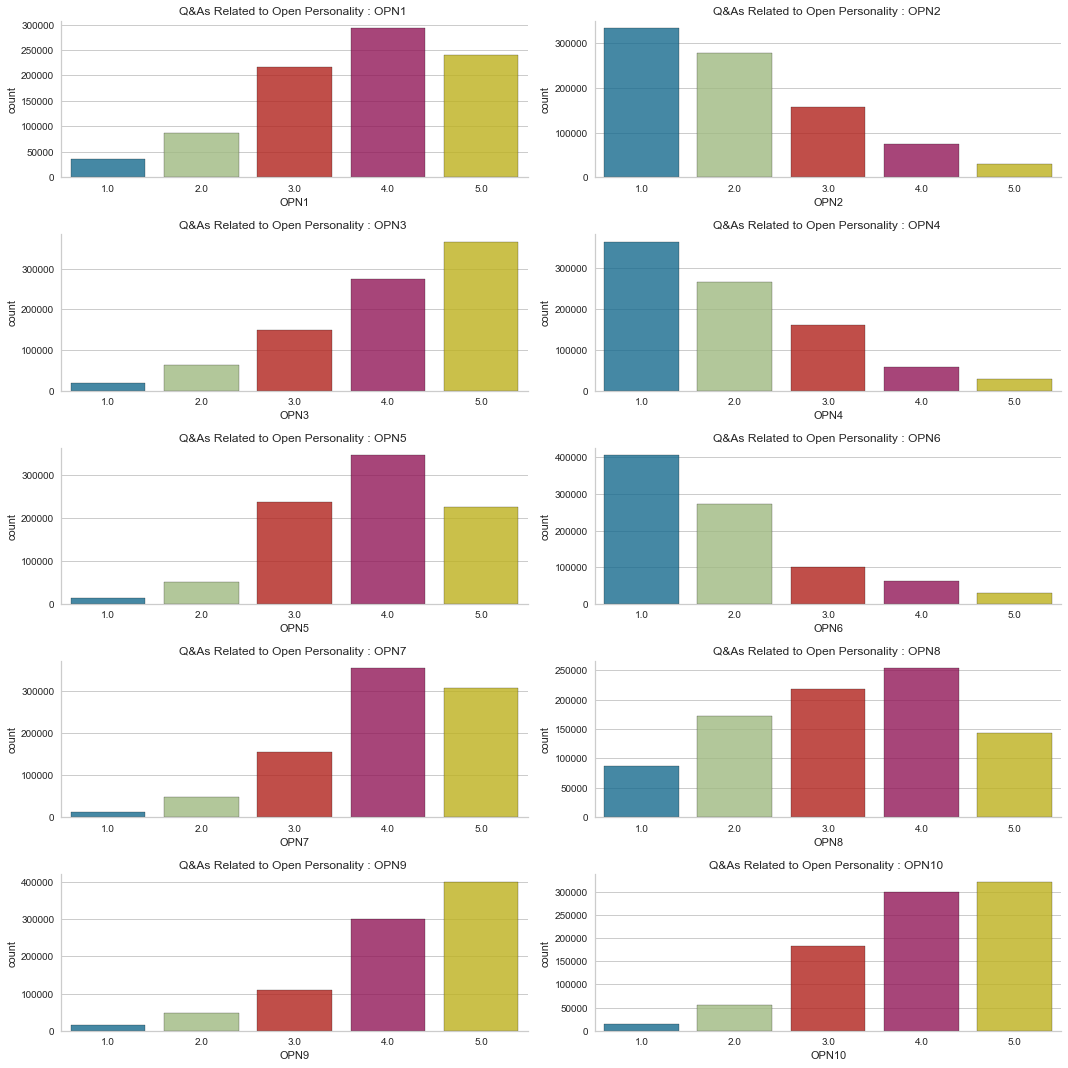 Q&As Related to Open Personality : OPN1
300000
250000
200000
150000
100000
50000
0
count
1.0 2.0 3.0 4.0 5.0
OPN1
Q&As Related to Open Personality : OPN2
300000
200000
100000
0
count
1.0 2.0 3.0 4.0 5.0
OPN2
Q&As Related to Open Personality : OPN3
300000
200000
100000
0
count
1.0 2.0 3.0 4.0 5.0
OPN3
Q&As Related to Open Personality : OPN4
300000
200000
100000
0
count
1.0 2.0 3.0 4.0 5.0
OPN4
Q&As Related to Open Personality : OPN5
300000
200000
100000
0
count
1.0 2.0 3.0 4.0 5.0
OPN5
Q&As Related to Open Personality : OPN6
400000
300000
200000
100000
0
count
1.0 2.0 3.0 4.0 5.0
OPN6
Q&As Related to Open Personality : OPN7
300000
200000
100000
0
count
1.0 2.0 3.0 4.0 5.0
OPN7
Q&As Related to Open Personality : OPN8
250000
200000
150000
100000
50000
0
count
1.0 2.0 3.0 4.0 5.0
OPN8
Q&As Related to Open Personality : OPN9
400000
300000
200000
100000
0
count
1.0 2.0 3.0 4.0 5.0
OPN9
Q&As Related to Open Personality : OPN10
300000
250000
200000
150000
100000
50000
0
count
1.0 2.0 3.0 4.0 5.0
OPN10